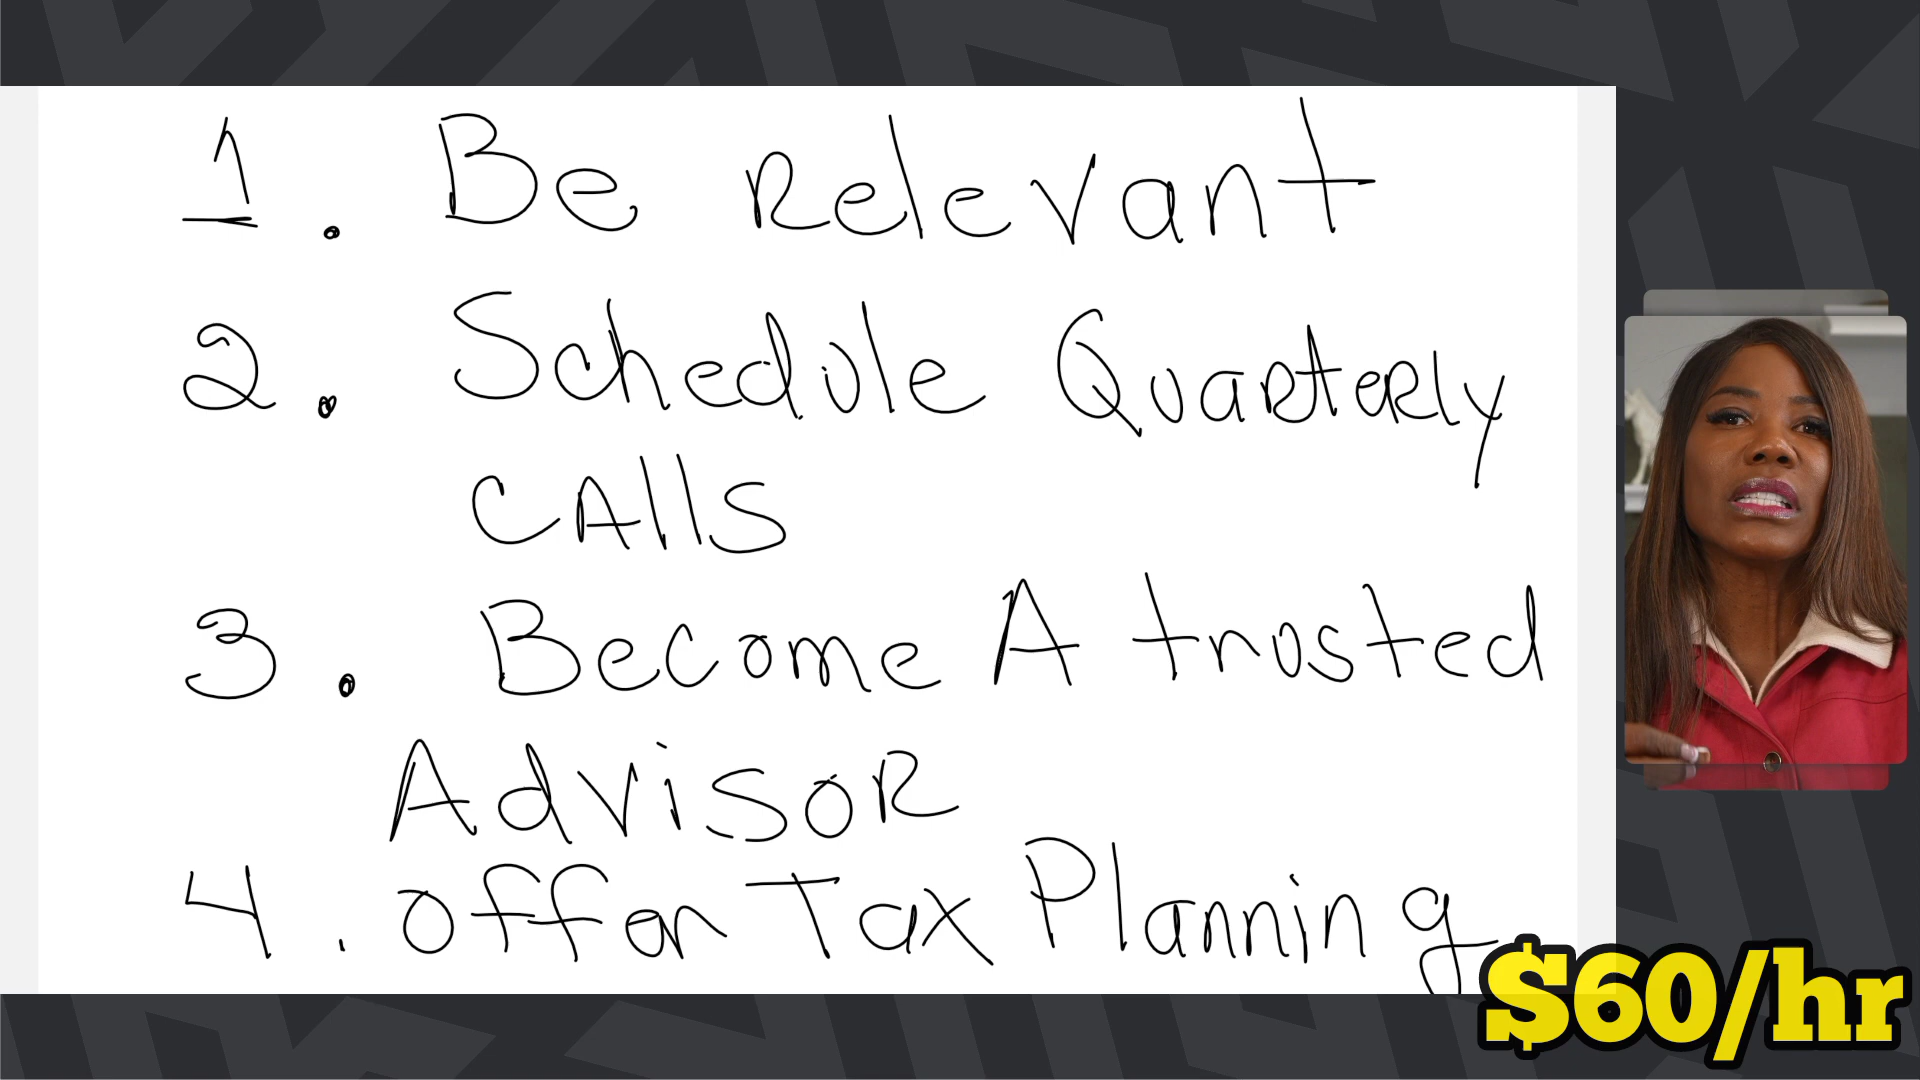 1. Be Relevant
2. Schedule Quarterly
CAlls
3. Become A trusted
Advisor
4. offer Tax Planning
$60/hr